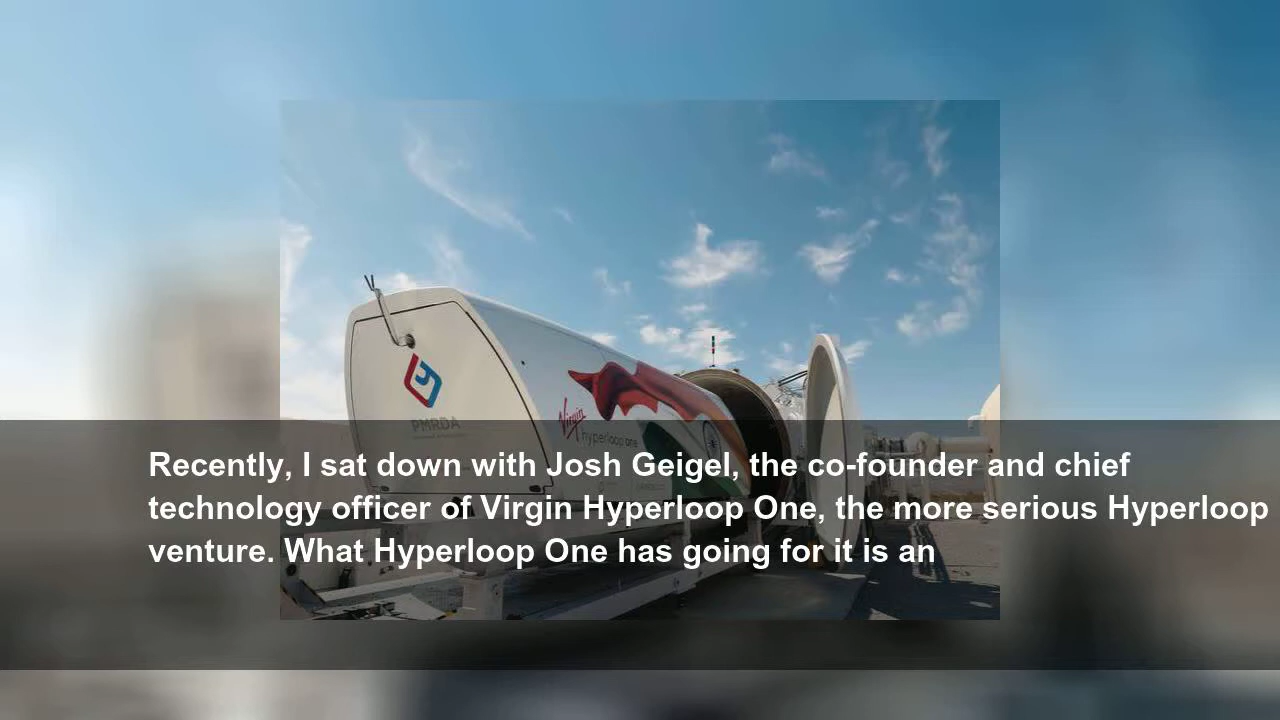 PMRDA
Virgin
hyperloop one
Recently, I sat down with Josh Geigel, the co-founder and chief
technology officer of Virgin Hyperloop One, the more serious Hyperloop
venture. What Hyperloop One has going for it is an